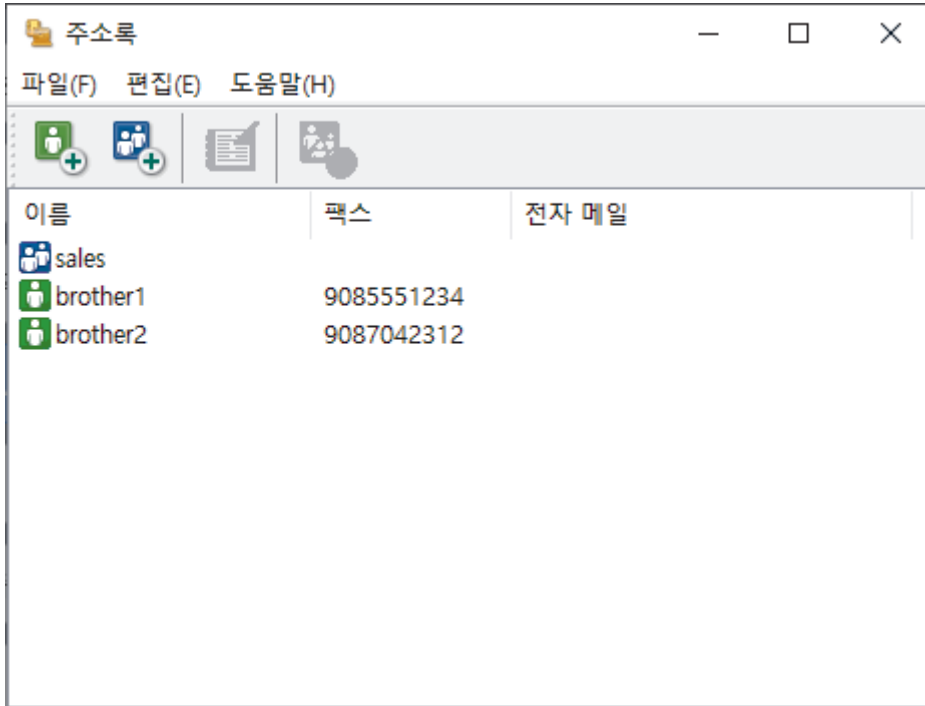 주소록
파일(F) 편집(E) 도움말(H)
이름 팩스 전자 메일
sales
brother1 9085551234
brother2 9087042312